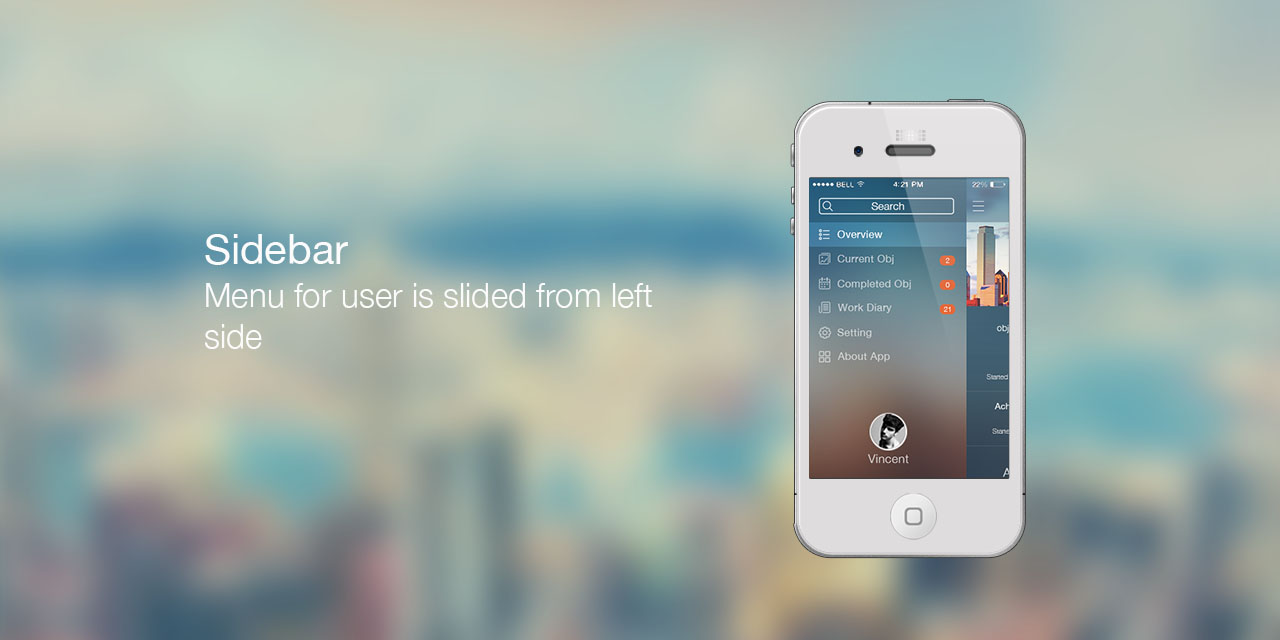 Sidebar
Menu for user is slided from left
side
BELL 4:21 PM 22%
Search
Overview
Current Obj 2
Completed Obj 0
Work Diary 21
Setting
About App
Vincent
obj
Started
Ach
A